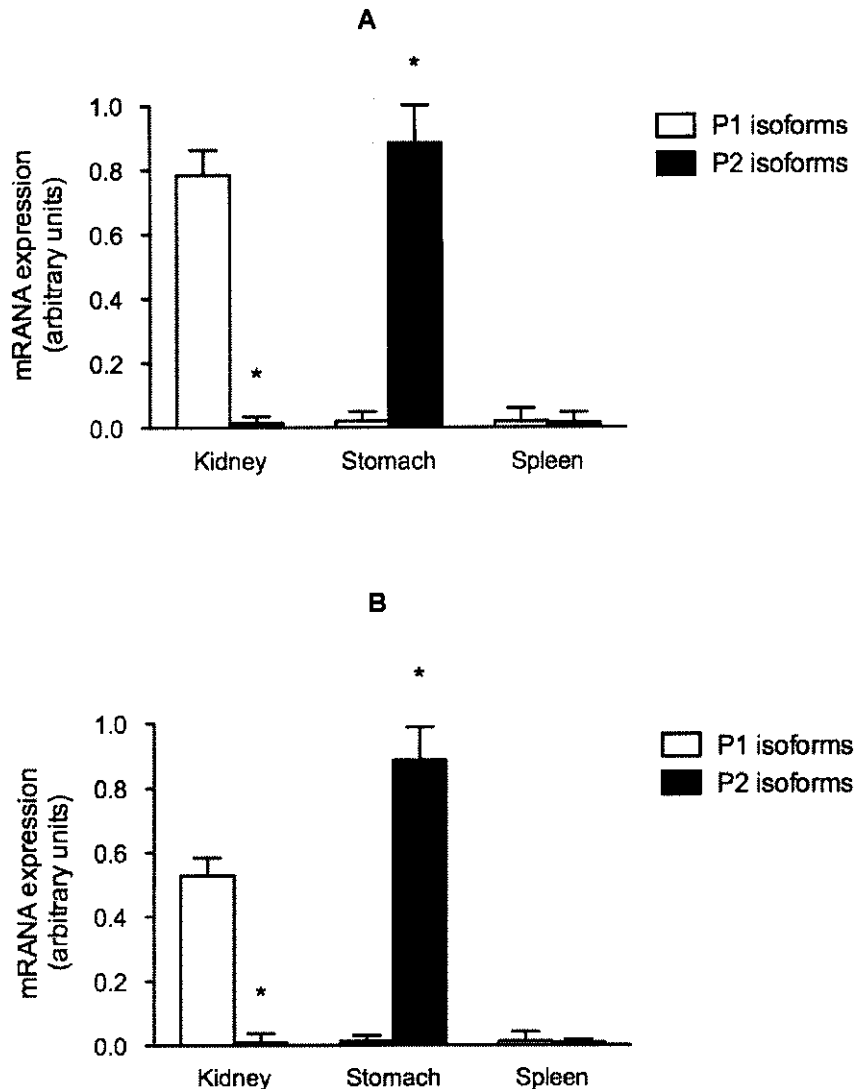 A
*
1.0
0.8
0.6
0.4
0.2
0.0
mRANA expression
(arbitrary units)
*
P1 isoforms
P2 isoforms
Kidney Stomach Spleen
B
*
1.0
0.8
0.6
0.4
0.2
0.0
mRANA expression
(arbitrary units)
*
P1 isoforms
P2 isoforms
Kidney Stomach Spleen